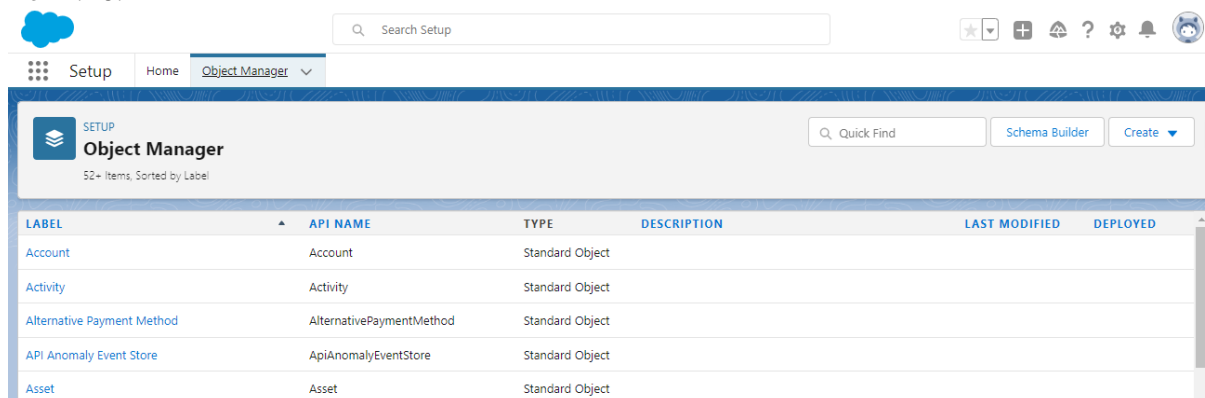 Search Setup
Setup Home Object Manager
SETUP
Object Manager
52+ Items, Sorted by Label
Quick Find Schema Builder Create
LABEL API NAME TYPE DESCRIPTION LAST MODIFIED DEPLOYED
Account Account Standard Object
Activity Activity Standard Object
Alternative Payment Method AlternativePaymentMethod Standard Object
API Anomaly Event Store ApiAnomalyEventStore Standard Object
Asset Asset Standard Object